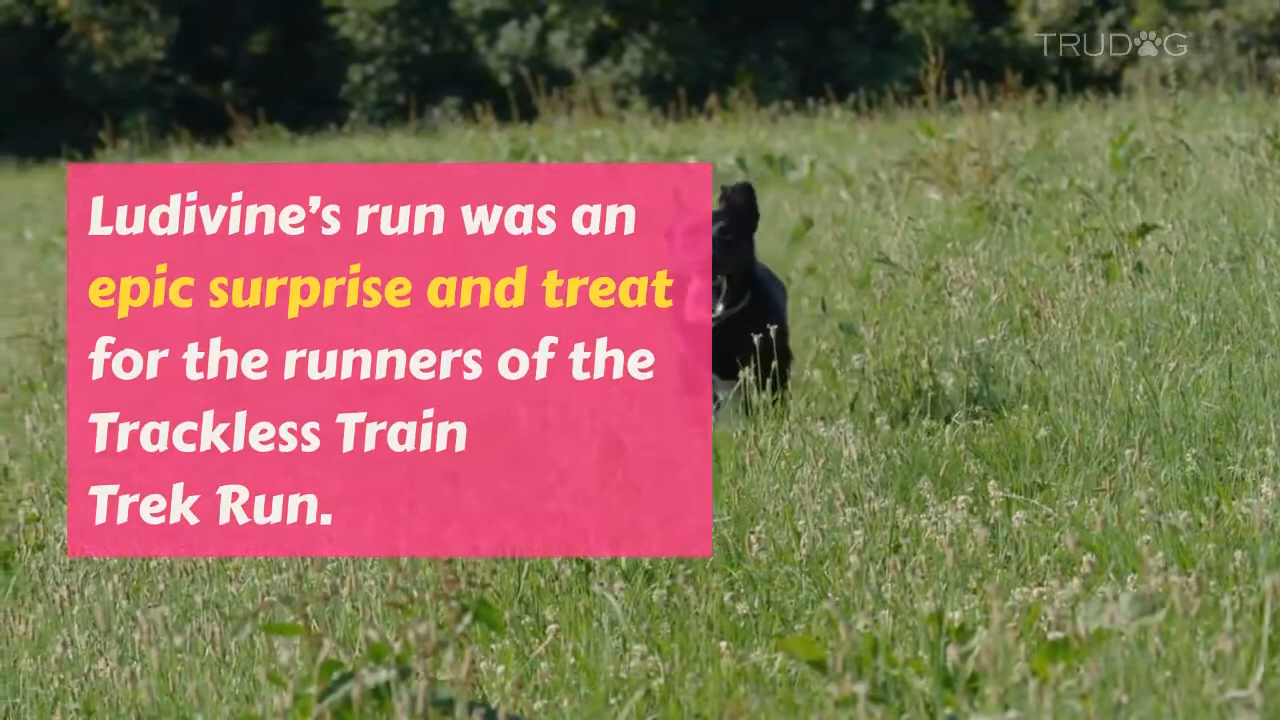 TRUDOG
Ludivine’s run was an
epic surprise and treat
for the runners of the
Trackless Train
Trek Run.